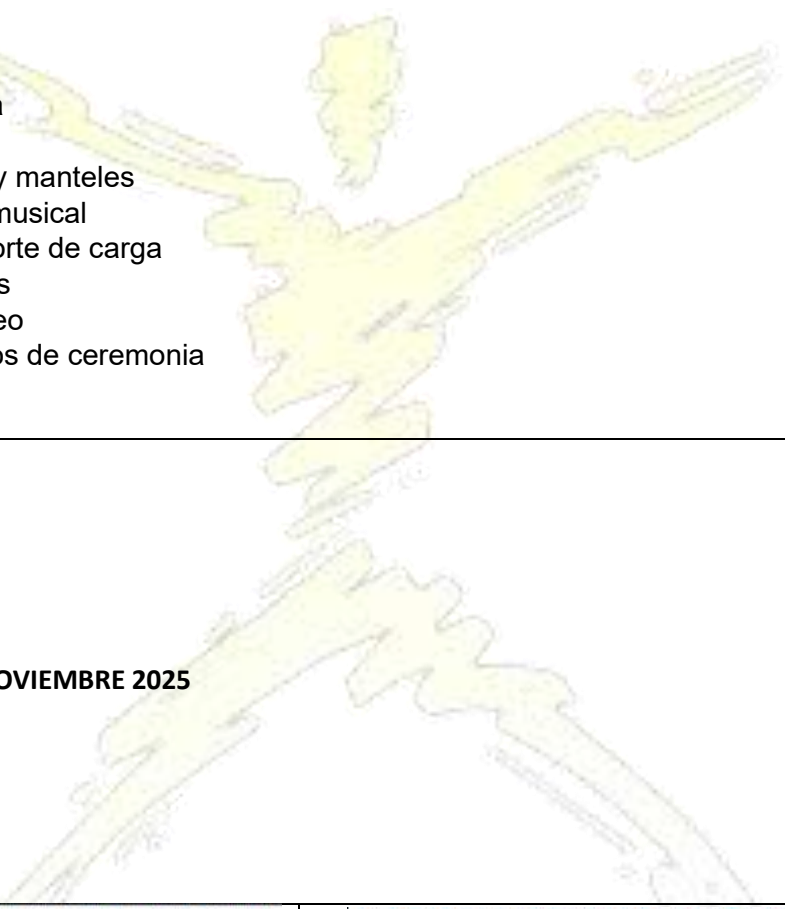 a
y manteles
musical
orte de carga
s
eo
os de ceremonia
OVIEMBRE 2025